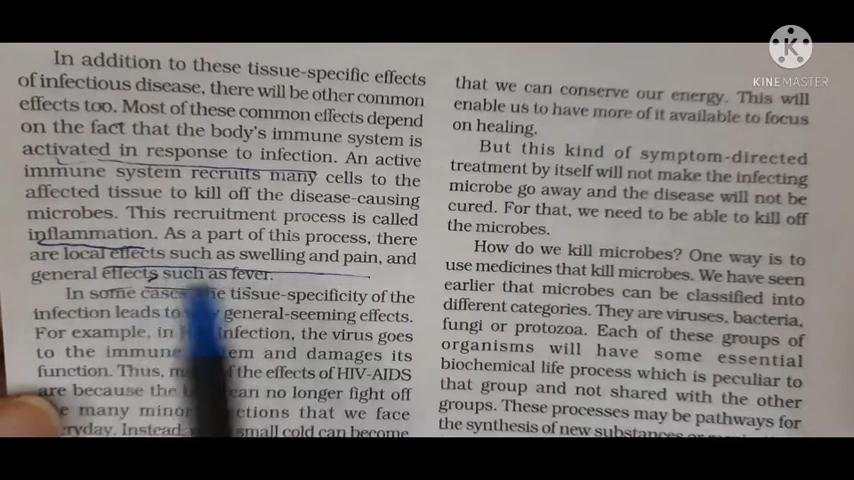 In addition to these tissue-specific effects
of infectious disease, there will be other common
effects too. Most of these common effects depend
on the fact that the body's immune system is
activated in response to infection. An active
immune system recruits many cells to the
affected tissue to kill off the disease-causing
microbes. This recruitment process is called
inflammation. As a part of this process, there
are local effects such as swelling and pain, and
general effects such as fever.
In some cases, the tissue-specificity of the
infection leads to general-seeming effects.
For example, in infection, the virus goes
to the immune and damages its
function. Thus, of the effects of HIV-AIDS
are because the can no longer fight off
many minor that we face
everyday. Instead, small cold can become
that we can conserve our energy. This will
enable us to have more of it available to focus
on healing.
But this kind of symptom-directed
treatment by itself will not make the infecting
microbe go away and the disease will not be
cured. For that, we need to be able to kill off
the microbes.
How do we kill microbes? One way is to
use medicines that kill microbes. We have seen
earlier that microbes can be classified into
different categories. They are viruses, bacteria,
fungi or protozoa. Each of these groups of
organisms will have some essential
biochemical life process which is peculiar to
that group and not shared with the other
groups. These processes may be pathways for
the synthesis of new substances or
K
KINEMASTER